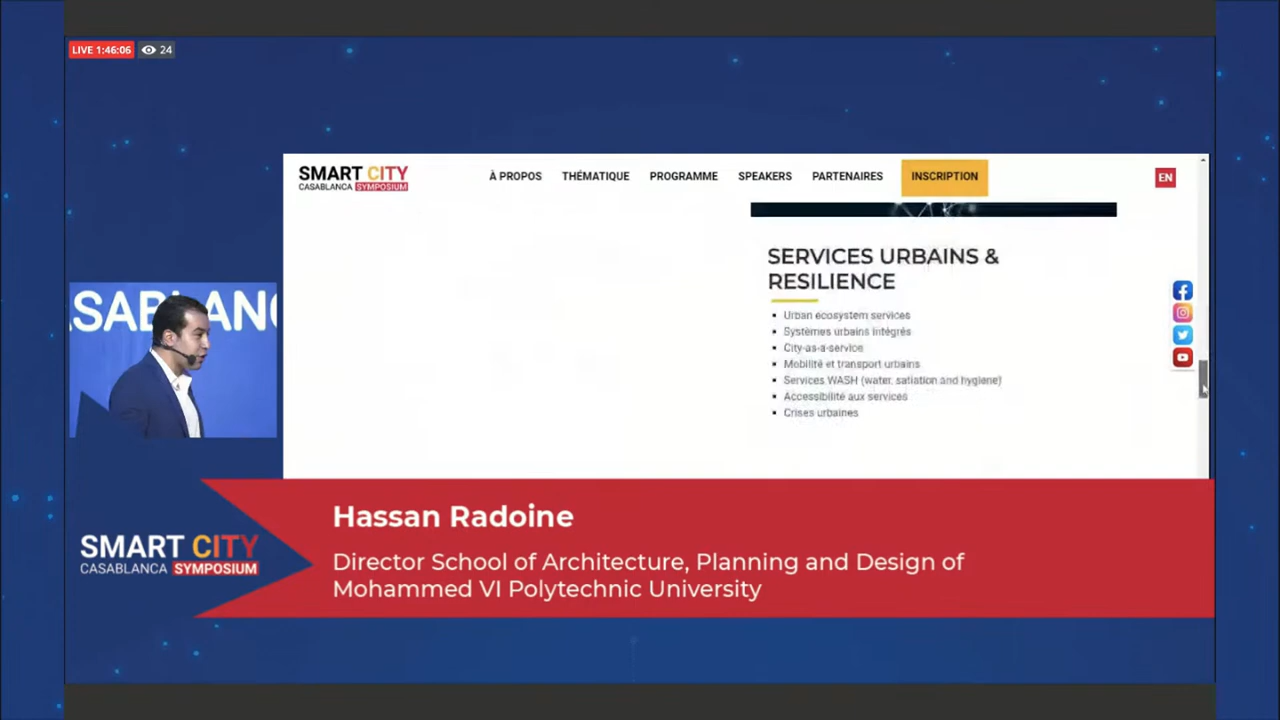 LIVE 1:46:06 24
SMART CITY
CASABLANCA SYMPOSIUM
À PROPOS THÉMATIQUE PROGRAMME SPEAKERS PARTENAIRES INSCRIPTION EN
SERVICES URBAINS &
RESILIENCE
Urban ecosystem services
Systèmes urbains intégrés
City-as-a-service
Mobilité et transport urbains
Services WASH (water, satiation and hygiene)
Accessibilité aux services
Crises urbaines
ASABLANC
Hassan Radoine
Director School of Architecture, Planning and Design of
Mohammed VI Polytechnic University
SMART CITY
CASABLANCA SYMPOSIUM